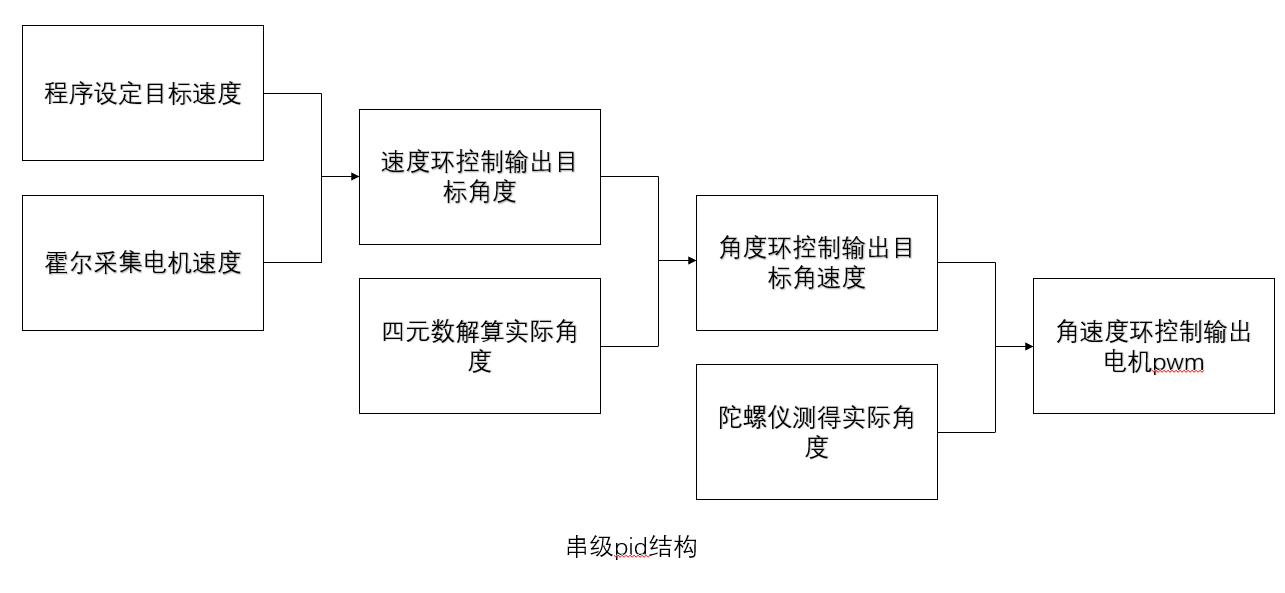 程序设定目标速度
霍尔采集电机速度
速度环控制输出目
标角度
四元数解算实际角
度
角度环控制输出目
标角速度
陀螺仪测得实际角
度
角速度环控制输出
电机pwm
串级pid结构